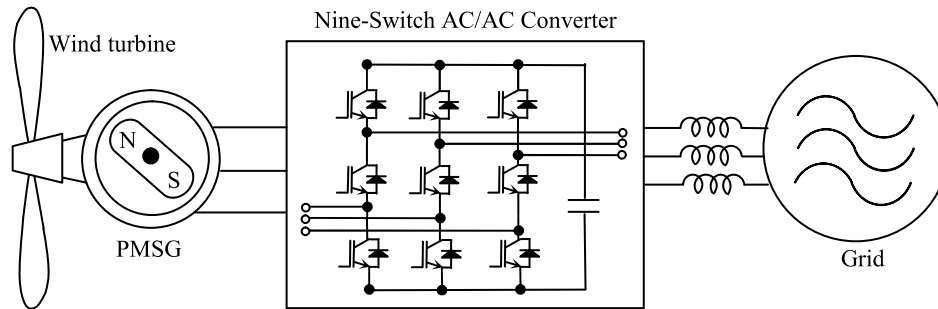 Nine-Switch AC/AC Converter
Wind turbine
N
S
PMSG
Grid